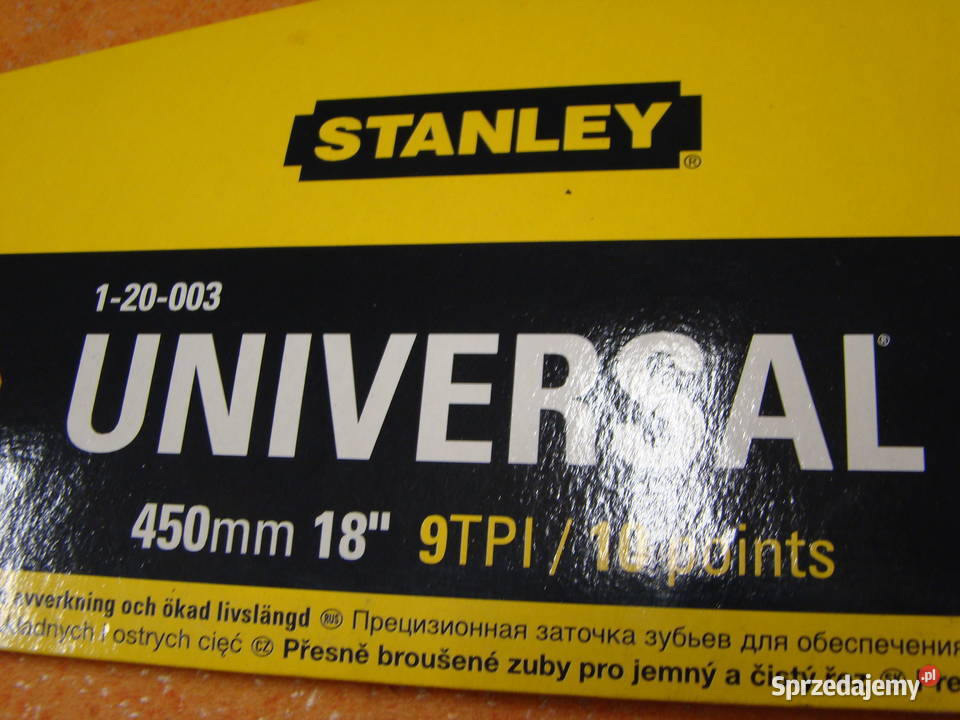 STANLEY®
1-20-003
UNIVERSAL®
450mm 18" 9TPI / 10 points
avverkning och ökad livslängd RUS Прецизионная заточка зубьев для обеспечения
ostrych cięć CZ Přesně broušené zuby pro jemný a čistý řez
Sprzedajemy.pl